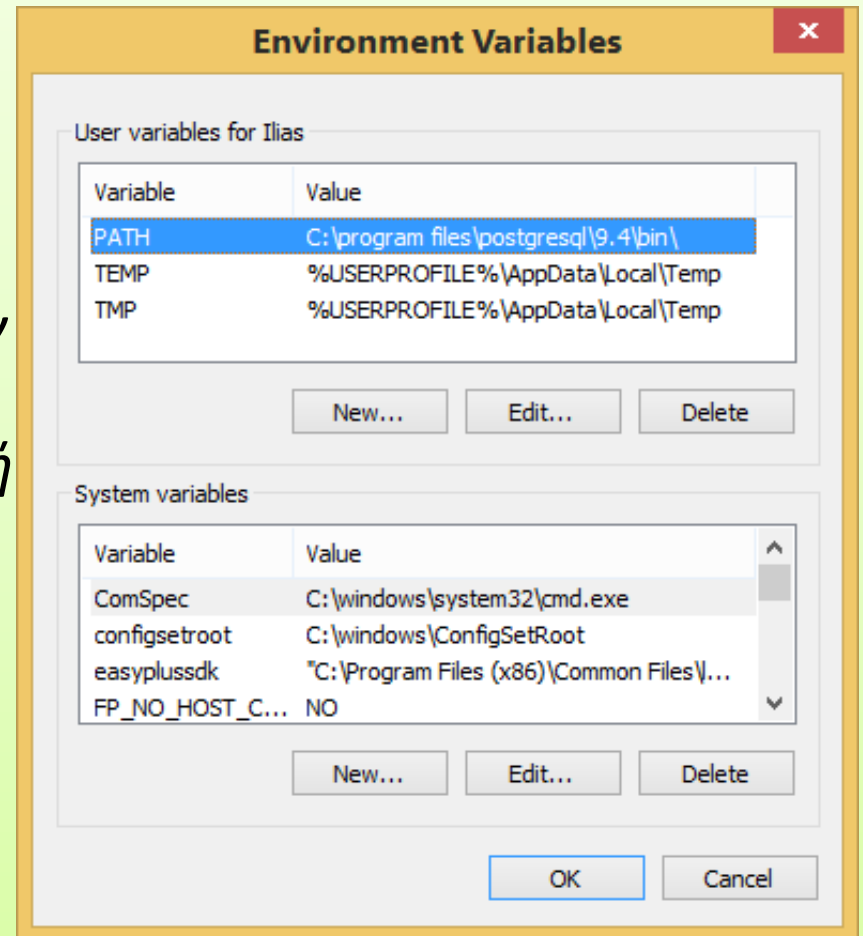 Environment Variables
User variables for Ilias
Variable Value
PATH C:\program files\postgresql\9.4\bin\
TEMP %USERPROFILE%\AppData\Local\Temp
TMP %USERPROFILE%\AppData\Local\Temp
New... Edit... Delete
ή
System variables
Variable Value
ComSpec C:\windows\system32\cmd.exe
configsetroot C:\windows\ConfigSetRoot
easyplussdk "C:\Program Files (x86)\Common Files\l...
FP_NO_HOST_C... NO
New... Edit... Delete
OK Cancel